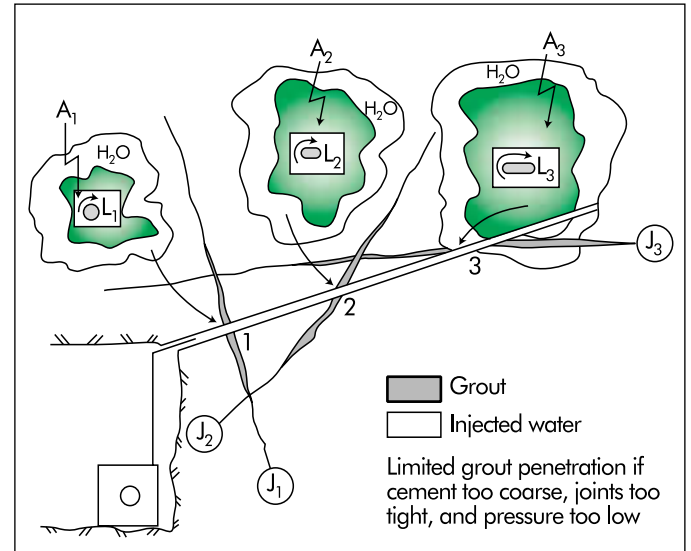 A₁
H₂O
L₁
A₂
H₂O
L₂
A₃
H₂O
L₃
J₃
3
2
1
J₂
J₁
Grout
Injected water
Limited grout penetration if
cement too coarse, joints too
tight, and pressure too low